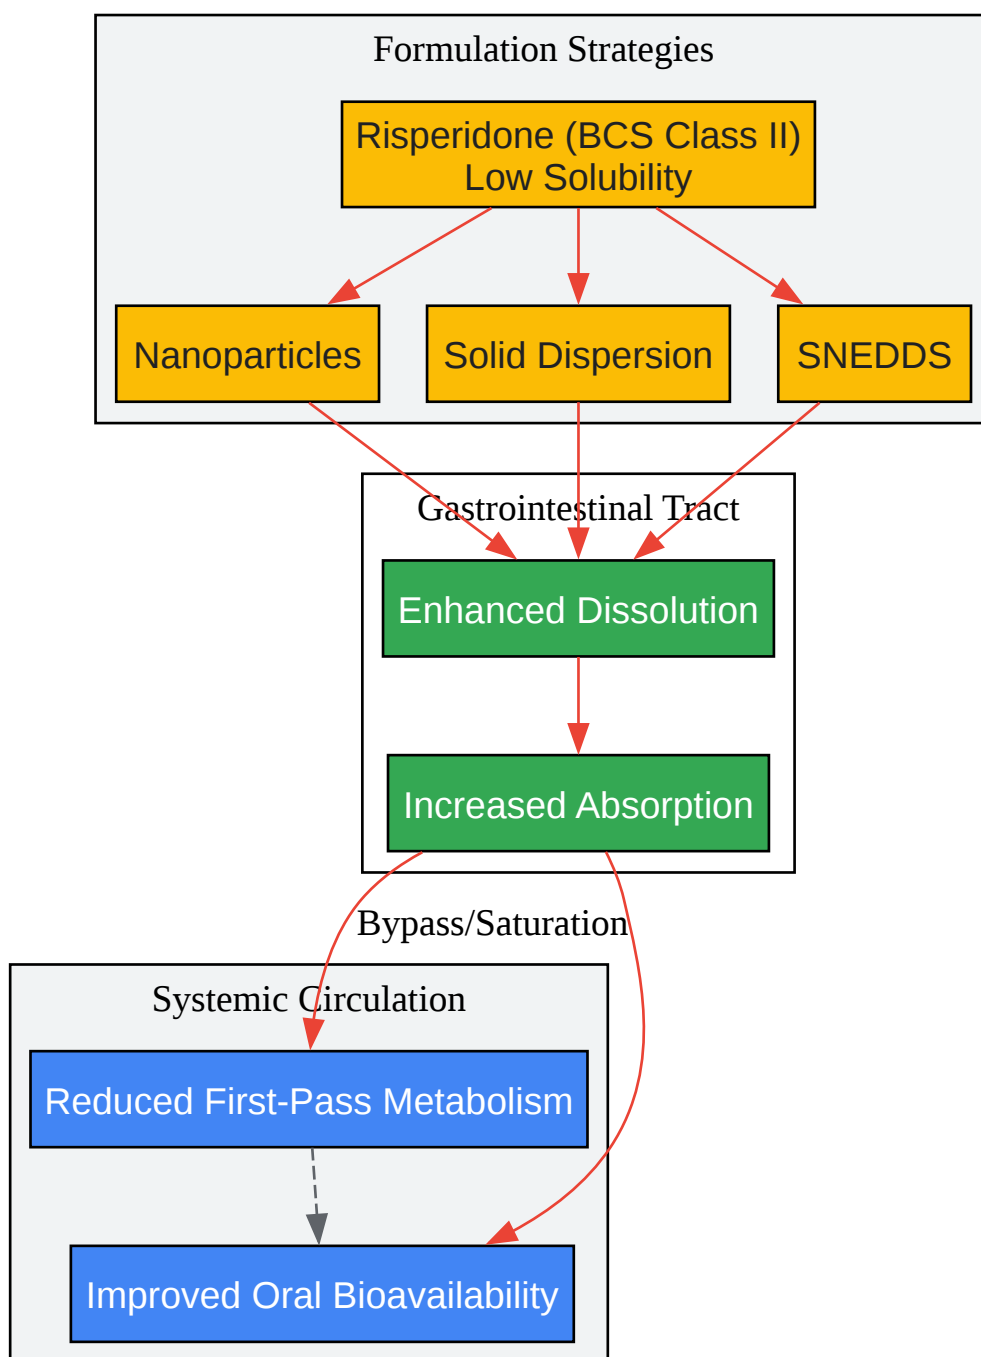 Formulation Strategies
Risperidone (BCS Class II)
Low Solubility
Nanoparticles
Solid Dispersion
SNEDDS
Gastrointestinal Tract
Enhanced Dissolution
Increased Absorption
Bypass/Saturation
Systemic Circulation
Reduced First-Pass Metabolism
Improved Oral Bioavailability